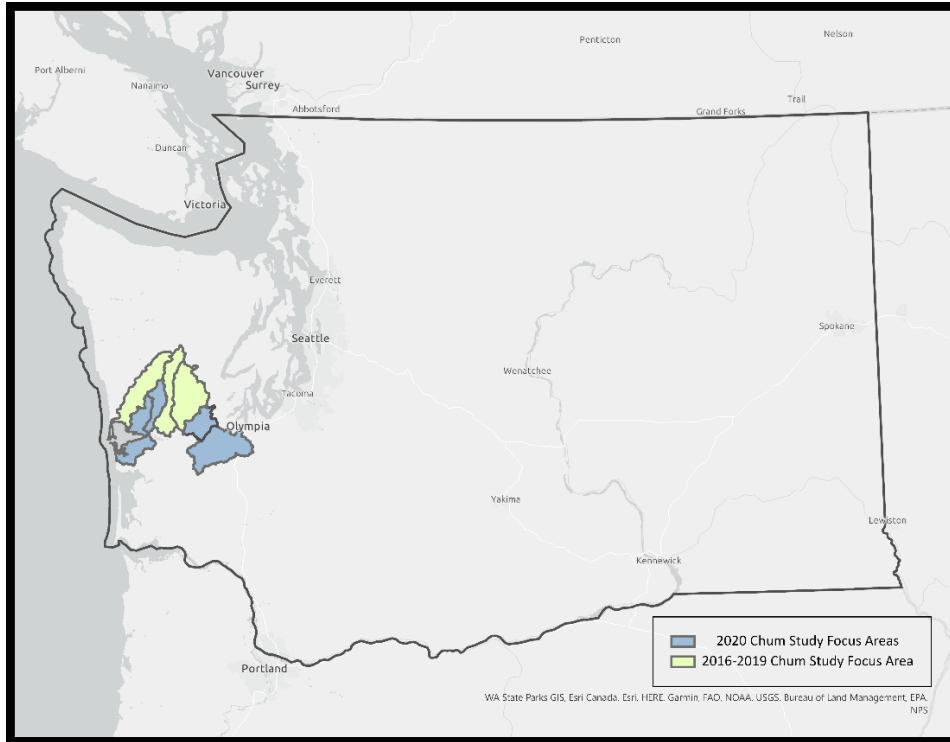 Nelson
Penticton
Port Alberni
Vancouver
Surrey
Nanaimo
Trail
Abbotsford
Grand Forks
Duncan
Victoria
Everett
Spokane
Seattle
Wenatchee
Tacoma
Olympia
Yakima
Lewiston
Kennewick
Portland
2020 Chum Study Focus Areas
2016-2019 Chum Study Focus Area
WA State Parks GIS, Esri Canada, Esri, HERE, Garmin, FAO, NOAA, USGS, Bureau of Land Management, EPA,
NPS